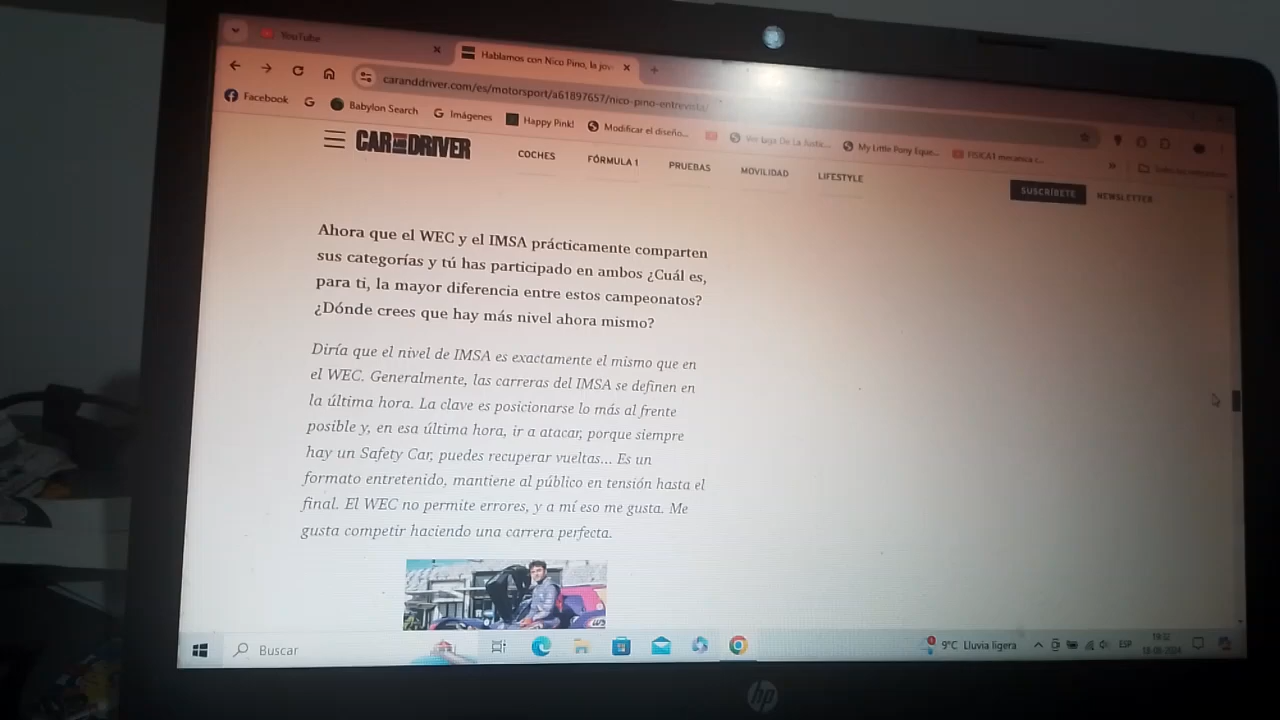 YouTube
Hablamos con Nico Pino, la jov
caranddriver.com/es/motorsport/a61897657/nico-pino-entrevista/
Facebook
Babylon Search
Imágenes
Happy Pink!
Modificar el diseño...
My Little Pony Eque...
CAR AND DRIVER
COCHES
FÓRMULA 1
PRUEBAS
MOVILIDAD
LIFESTYLE
SUSCRÍBETE
NEWSLETTER
Ahora que el WEC y el IMSA prácticamente comparten
sus categorías y tú has participado en ambos ¿Cuál es,
para ti, la mayor diferencia entre estos campeonatos?
¿Dónde crees que hay más nivel ahora mismo?
Diría que el nivel de IMSA es exactamente el mismo que en
el WEC. Generalmente, las carreras del IMSA se definen en
la última hora. La clave es posicionarse lo más al frente
posible y, en esa última hora, ir a atacar, porque siempre
hay un Safety Car, puedes recuperar vueltas... Es un
formato entretenido, mantiene al público en tensión hasta el
final. El WEC no permite errores, y a mí eso me gusta. Me
gusta competir haciendo una carrera perfecta.
Buscar
9°C Lluvia ligera
ESP
19:02
18-08-2024
hp